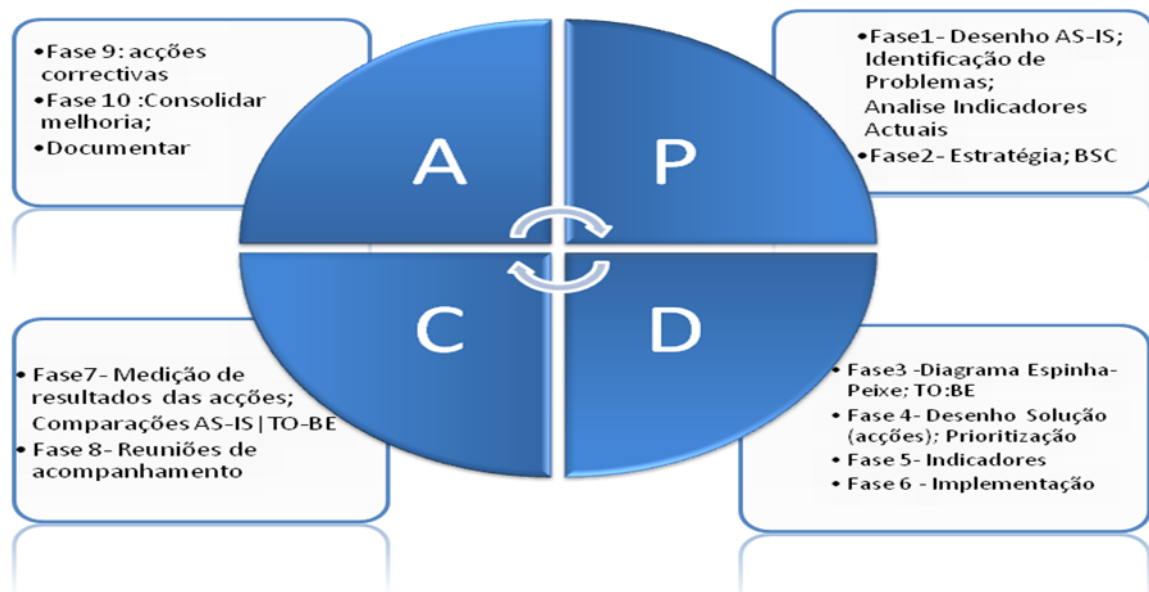 •Fase 9: acções
correctivas
•Fase 10 :Consolidar
melhoria;
•Documentar
A
P
•Fase1- Desenho AS-IS;
Identificação de
Problemas;
Analise Indicadores
Actuais
•Fase2- Estratégia; BSC
C
D
• Fase7- Medição de
resultados das acções;
Comparações AS-IS|TO-BE
• Fase 8- Reuniões de
acompanhamento
• Fase3 -Diagrama Espinha-
Peixe; TO:BE
• Fase 4- Desenho Solução
(acções); Prioritização
• Fase 5- Indicadores
• Fase 6 - Implementação